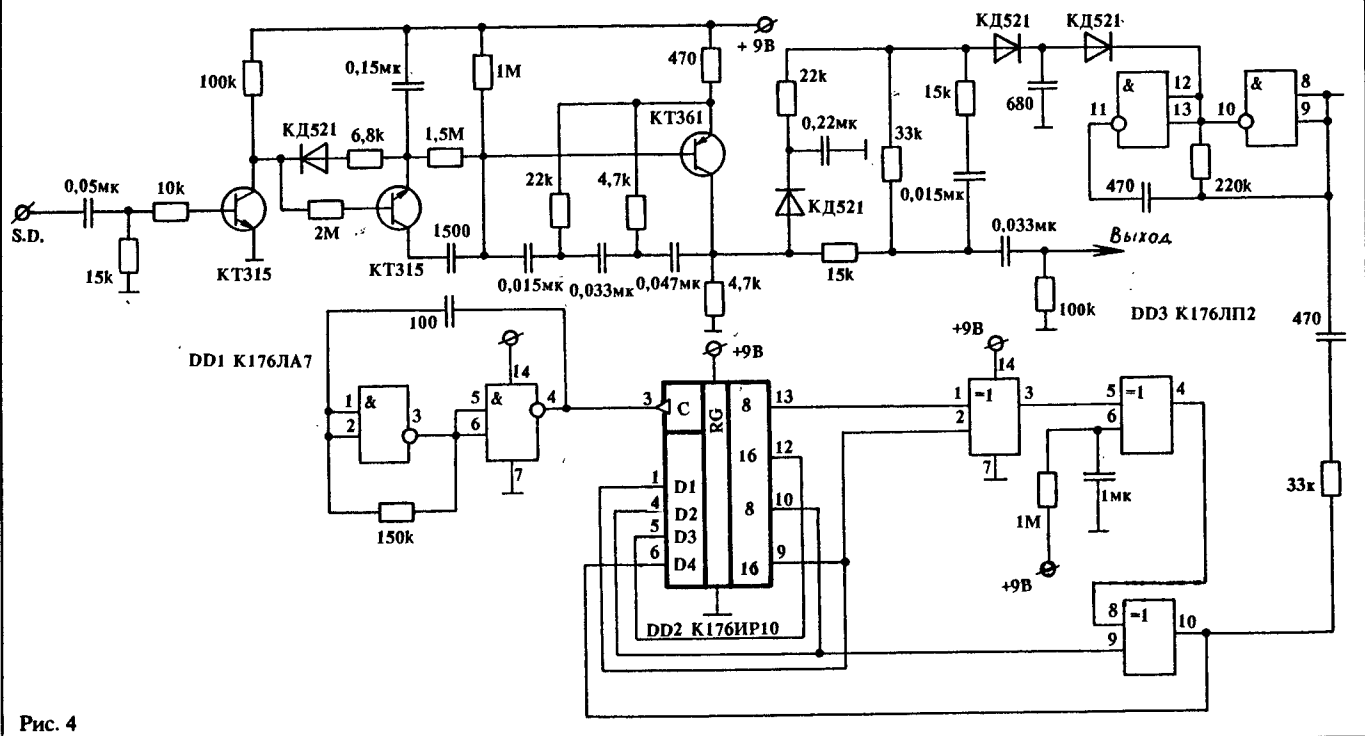 + 9В
КД521
КД521
100k
0,15мк
1М
470
22k
15k
680
&
12
13
11
&
8
9
10
КД521
6,8k
1,5М
КТ361
0,22мк
33k
0,05мк
10k
22k
4,7k
КД521
0,015мк
470
220k
S.D.
2М
1500
0,033мк
Выход
15k
КТ315
КТ315
0,015мк
0,033мк
0,047мк
4,7k
15k
100k
DD3 К176ЛП2
470
100
DD1 К176ЛА7
+9В
+9В
14
14
1
2
&
3
5
6
&
4
7
3
C
RG
8
13
16
12
8
10
16
9
1
D1
4
D2
5
D3
6
D4
1
2
=1
3
7
5
6
=1
4
150k
1М
1мк
33к
+9В
DD2 К176ИР10
8
9
=1
10
Рис. 4